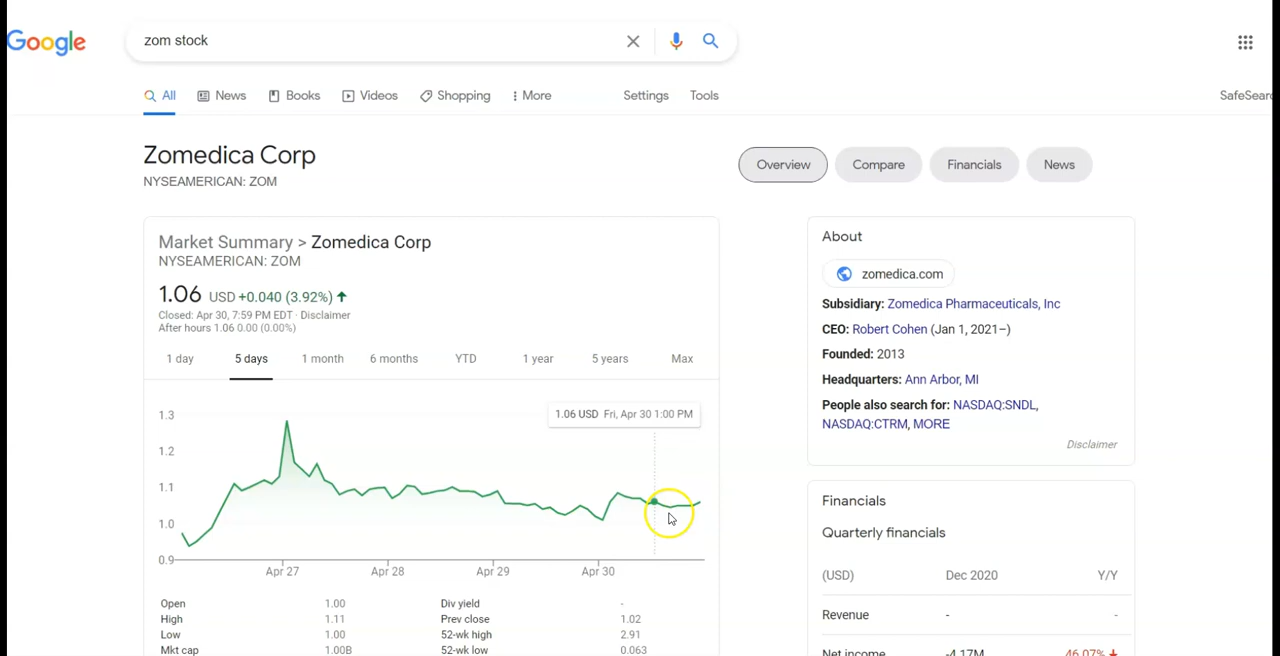 Google
zom stock
All News Books Videos Shopping More Settings Tools SafeSearc
Zomedica Corp
NYSEAMERICAN: ZOM
Overview Compare Financials News
Market Summary > Zomedica Corp
NYSEAMERICAN: ZOM
1.06 USD +0.040 (3.92%)
Closed: Apr 30, 7:59 PM EDT · Disclaimer
After hours 1.06 0.00 (0.00%)
1 day 5 days 1 month 6 months YTD 1 year 5 years Max
1.06 USD Fri, Apr 30 1:00 PM
1.3
1.2
1.1
1.0
0.9
Apr 27 Apr 28 Apr 29 Apr 30
Open 1.00 Div yield -
High 1.11 Prev close 1.02
Low 1.00 52-wk high 2.91
Mkt cap 1.00B 52-wk low 0.063
About
zomedica.com
Subsidiary: Zomedica Pharmaceuticals, Inc
CEO: Robert Cohen (Jan 1, 2021–)
Founded: 2013
Headquarters: Ann Arbor, MI
People also search for: NASDAQ:SNDL,
NASDAQ:CTRM, MORE
Disclaimer
Financials
Quarterly financials
(USD) Dec 2020 Y/Y
Revenue - -
Net income -4.17M 46.07%